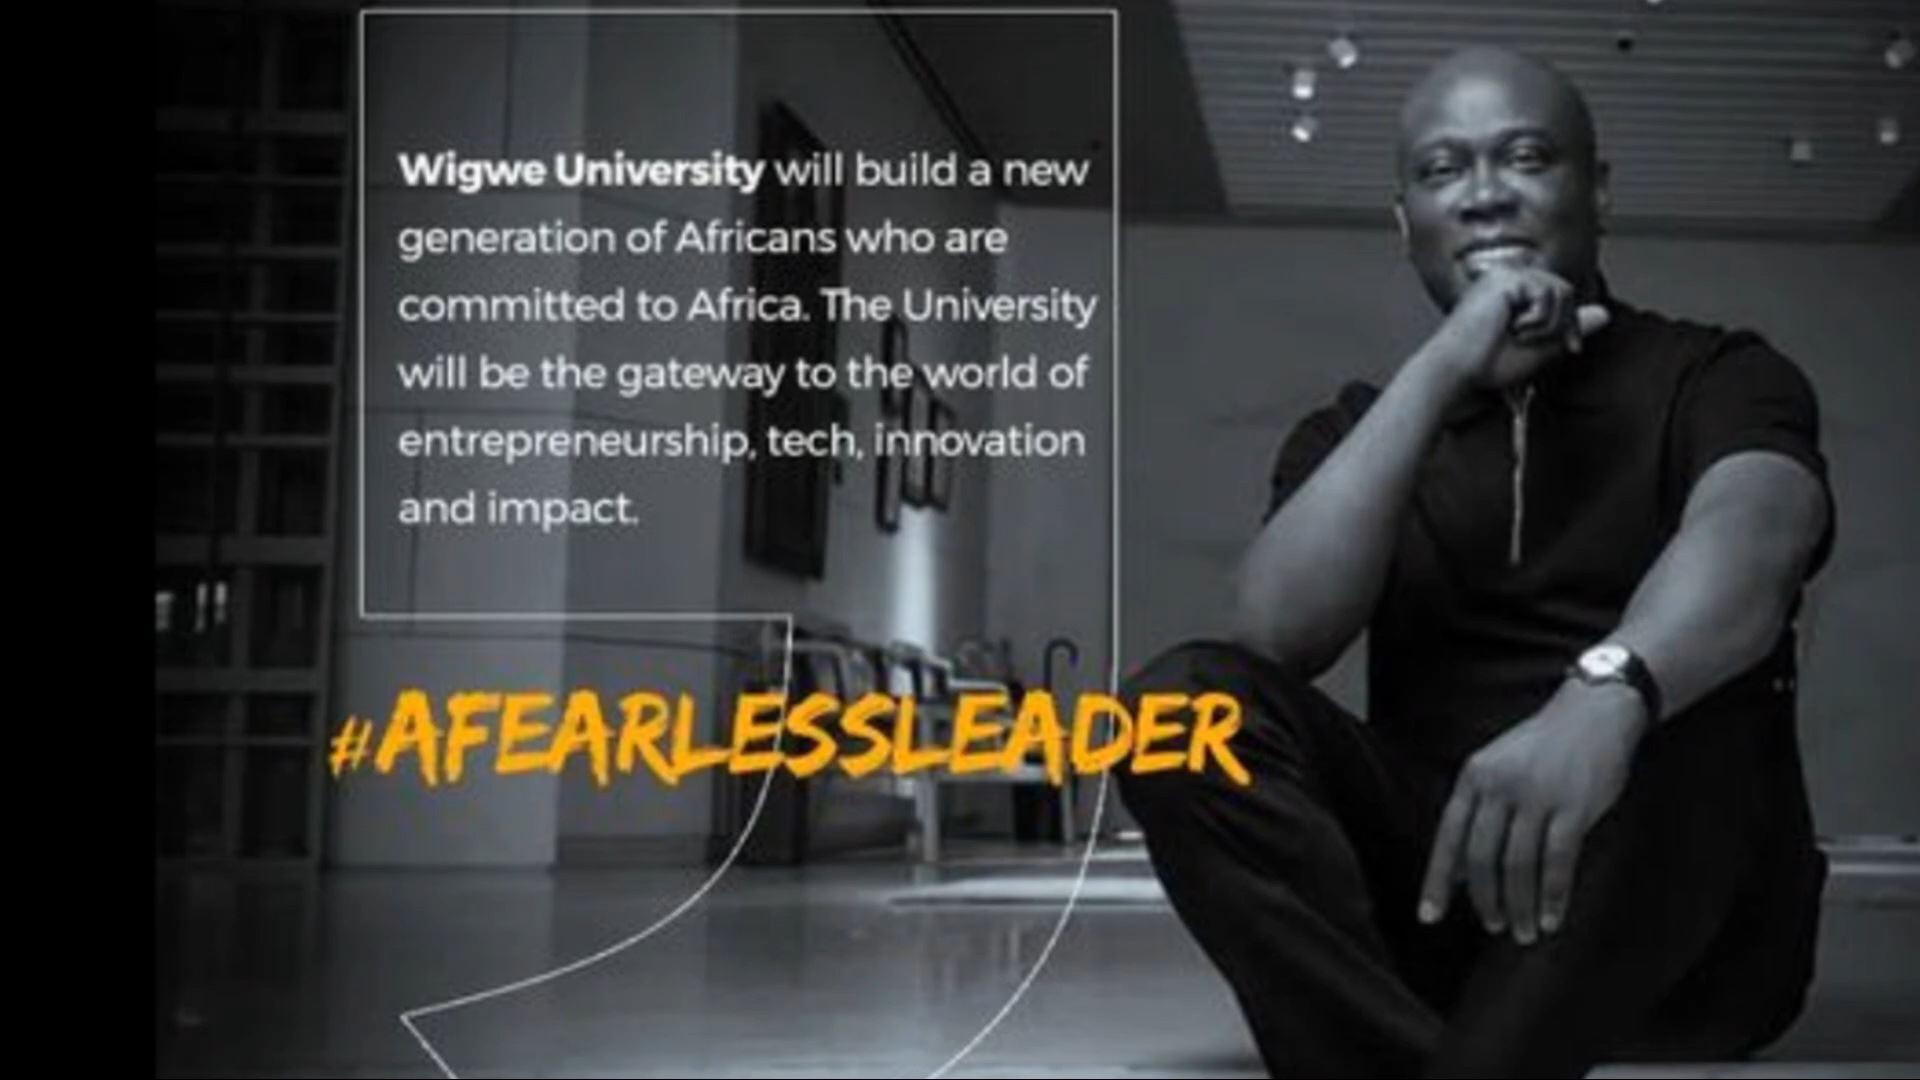 Wigwe University will build a new
generation of Africans who are
committed to Africa. The University
will be the gateway to the world of
entrepreneurship, tech, innovation
and impact.
#AFEARLESSLEADER